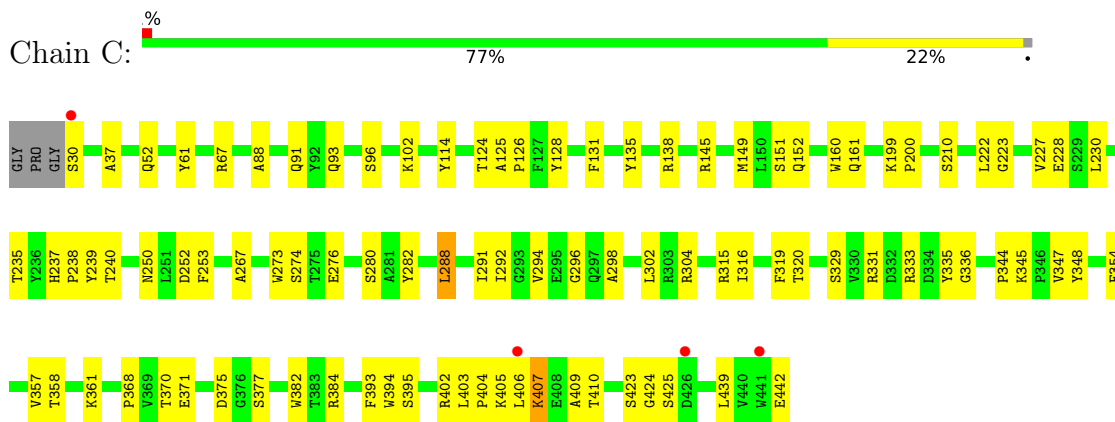 .%
Chain C:
77% 22% .
GLY PRO GLY S30 A37 Q52 Y61 R67 A88 Q91 Y92 Q93 S96 K102 Y114 T124 A125 P126 F127 Y128 F131 Y135 R138 R145 M149 L150 S151 Q152 W160 Q161 K199 P200 S210 L222 G223 V227 E228 S229 L230
T235 Y236 H237 P238 Y239 T240 N250 L251 D252 F253 A267 W273 S274 T275 E276 S280 A281 Y282 L288 I291 I292 G293 V294 E295 G296 Q297 A298 L302 R303 R304 R315 I316 F319 T320 S329 V330 R331 D332 R333 D334 Y335 G336 P344 K345 P346 V347 Y348
V357 T358 K361 P368 V369 T370 E371 D375 G376 S377 W382 T383 R384 F393 W394 S395 R402 L403 P404 K405 L406 K407 E408 A409 T410 S423 G424 S425 D426 L439 V440 W441 E442